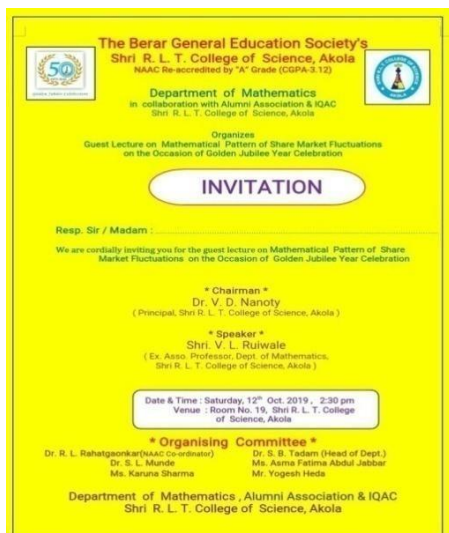 The Berar General Education Society's
Shri R. L. T. College of Science, Akola
NAAC Re-accredited by "A" Grade (CGPA-3.12)
50
Department of Mathematics
in collaboration with Alumni Association & IQAC
Shri R. L. T. College of Science, Akola
Organizes
Guest Lecture on Mathematical Pattern of Share Market Fluctuations
on the Occasion of Golden Jubilee Year Celebration
INVITATION
Resp. Sir / Madam :
We are cordially inviting you for the guest lecture on Mathematical Pattern of Share
Market Fluctuations on the Occasion of Golden Jubilee Year Celebration
* Chairman *
Dr. V. D. Nanoty
( Principal, Shri R. L. T. College of Science, Akola )
* Speaker *
Shri. V. L. Ruiwale
( Ex. Asso. Professor, Dept. of Mathematics,
Shri R. L. T. College of Science, Akola )
Date & Time : Saturday, 12th Oct. 2019 , 2:30 pm
Venue : Room No. 19, Shri R. L. T. College
of Science, Akola
* Organising Committee *
Dr. R. L. Rahatgaonkar(NAAC Co-ordinator) Dr. S. B. Tadam (Head of Dept.)
Dr. S. L. Munde Ms. Asma Fatima Abdul Jabbar
Ms. Karuna Sharma Mr. Yogesh Heda
Department of Mathematics , Alumni Association & IQAC
Shri R. L. T. College of Science, Akola